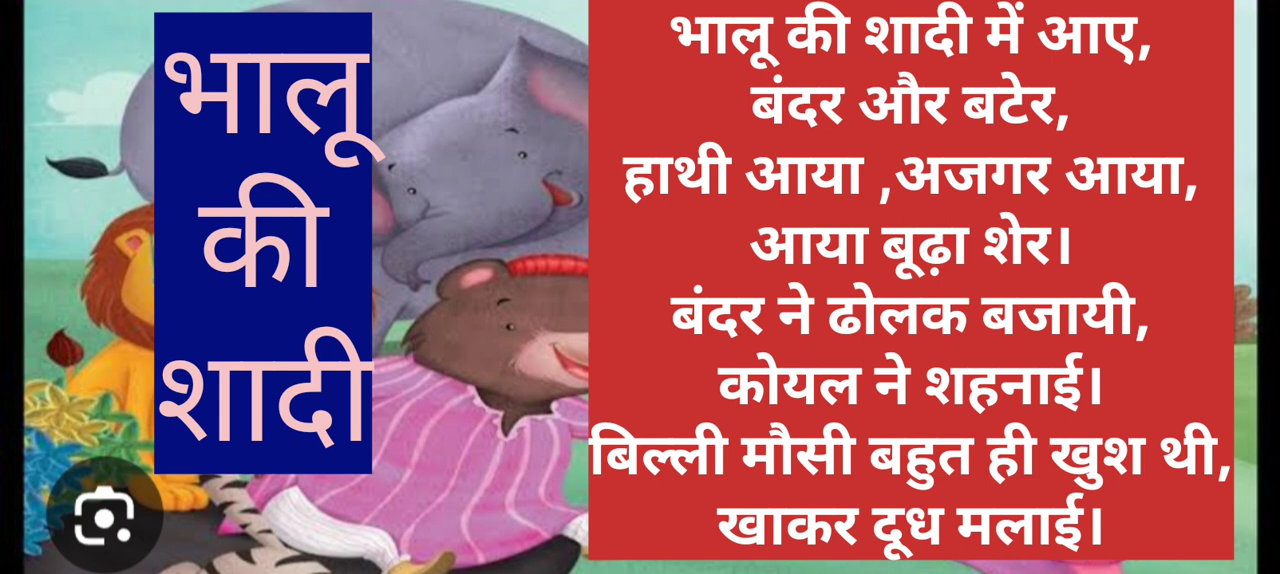 भालू
की
शादी
भालू की शादी में आए,
बंदर और बटेर,
हाथी आया ,अजगर आया,
आया बूढ़ा शेर।
बंदर ने ढोलक बजायी,
कोयल ने शहनाई।
बिल्ली मौसी बहुत ही खुश थी,
खाकर दूध मलाई।